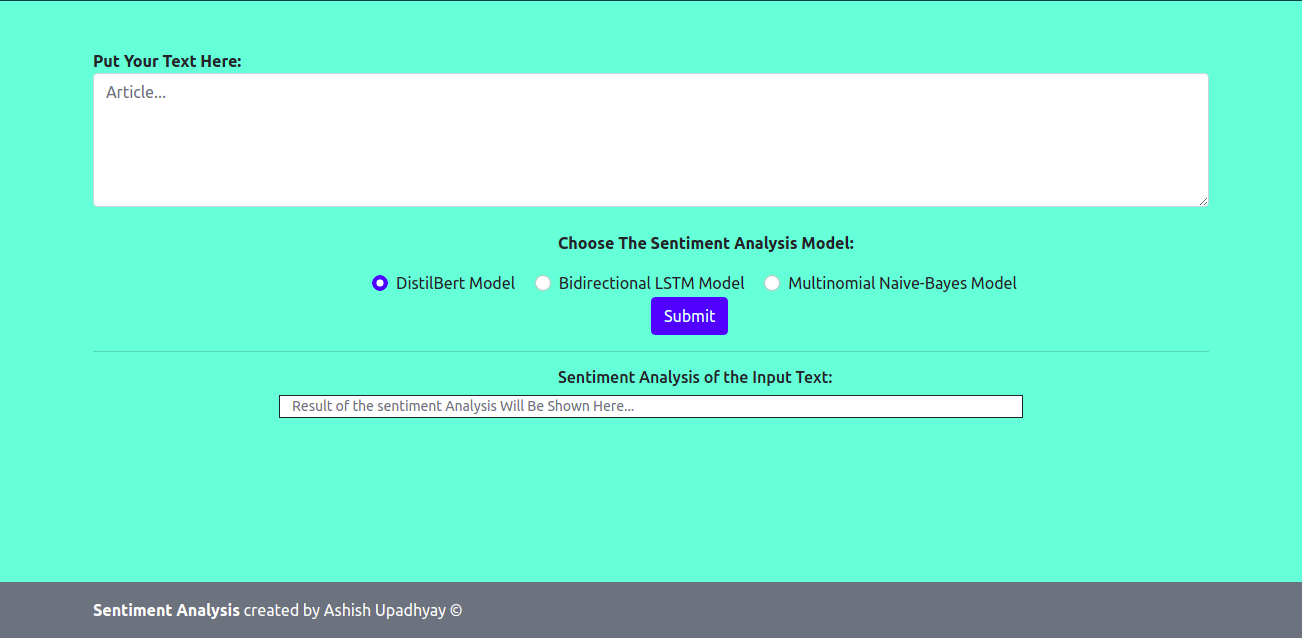 Put Your Text Here:
Article...
Choose The Sentiment Analysis Model:
DistilBert Model Bidirectional LSTM Model Multinomial Naive-Bayes Model
Submit
Sentiment Analysis of the Input Text:
Result of the sentiment Analysis Will Be Shown Here...
Sentiment Analysis created by Ashish Upadhyay ©